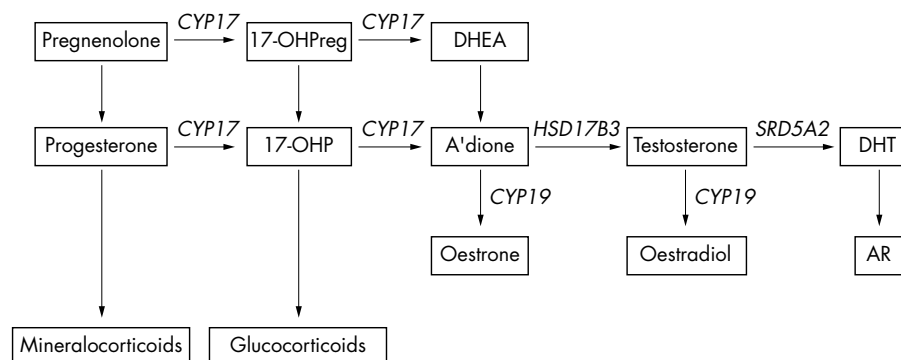 CYP17 CYP17
Pregnenolone 17-OHPreg DHEA
CYP17 CYP17 HSD17B3 SRD5A2
Progesterone 17-OHP A'dione Testosterone DHT
CYP19 CYP19
Oestrone Oestradiol AR
Mineralocorticoids Glucocorticoids